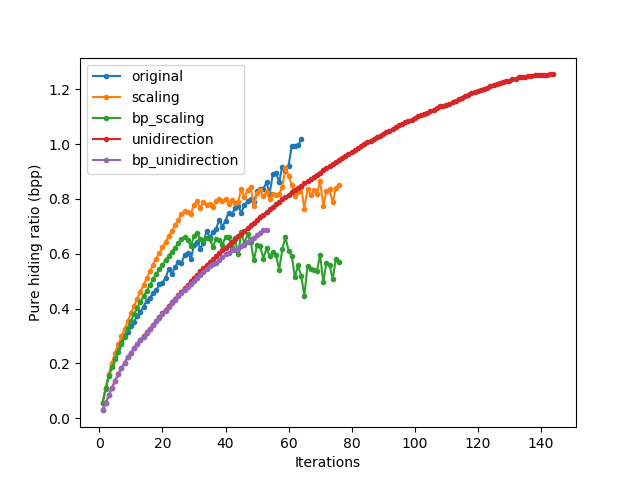 original
scaling
bp_scaling
unidirection
bp_unidirection
Pure hiding ratio (bpp)
1.2
1.0
0.8
0.6
0.4
0.2
0.0
0 20 40 60 80 100 120 140
Iterations